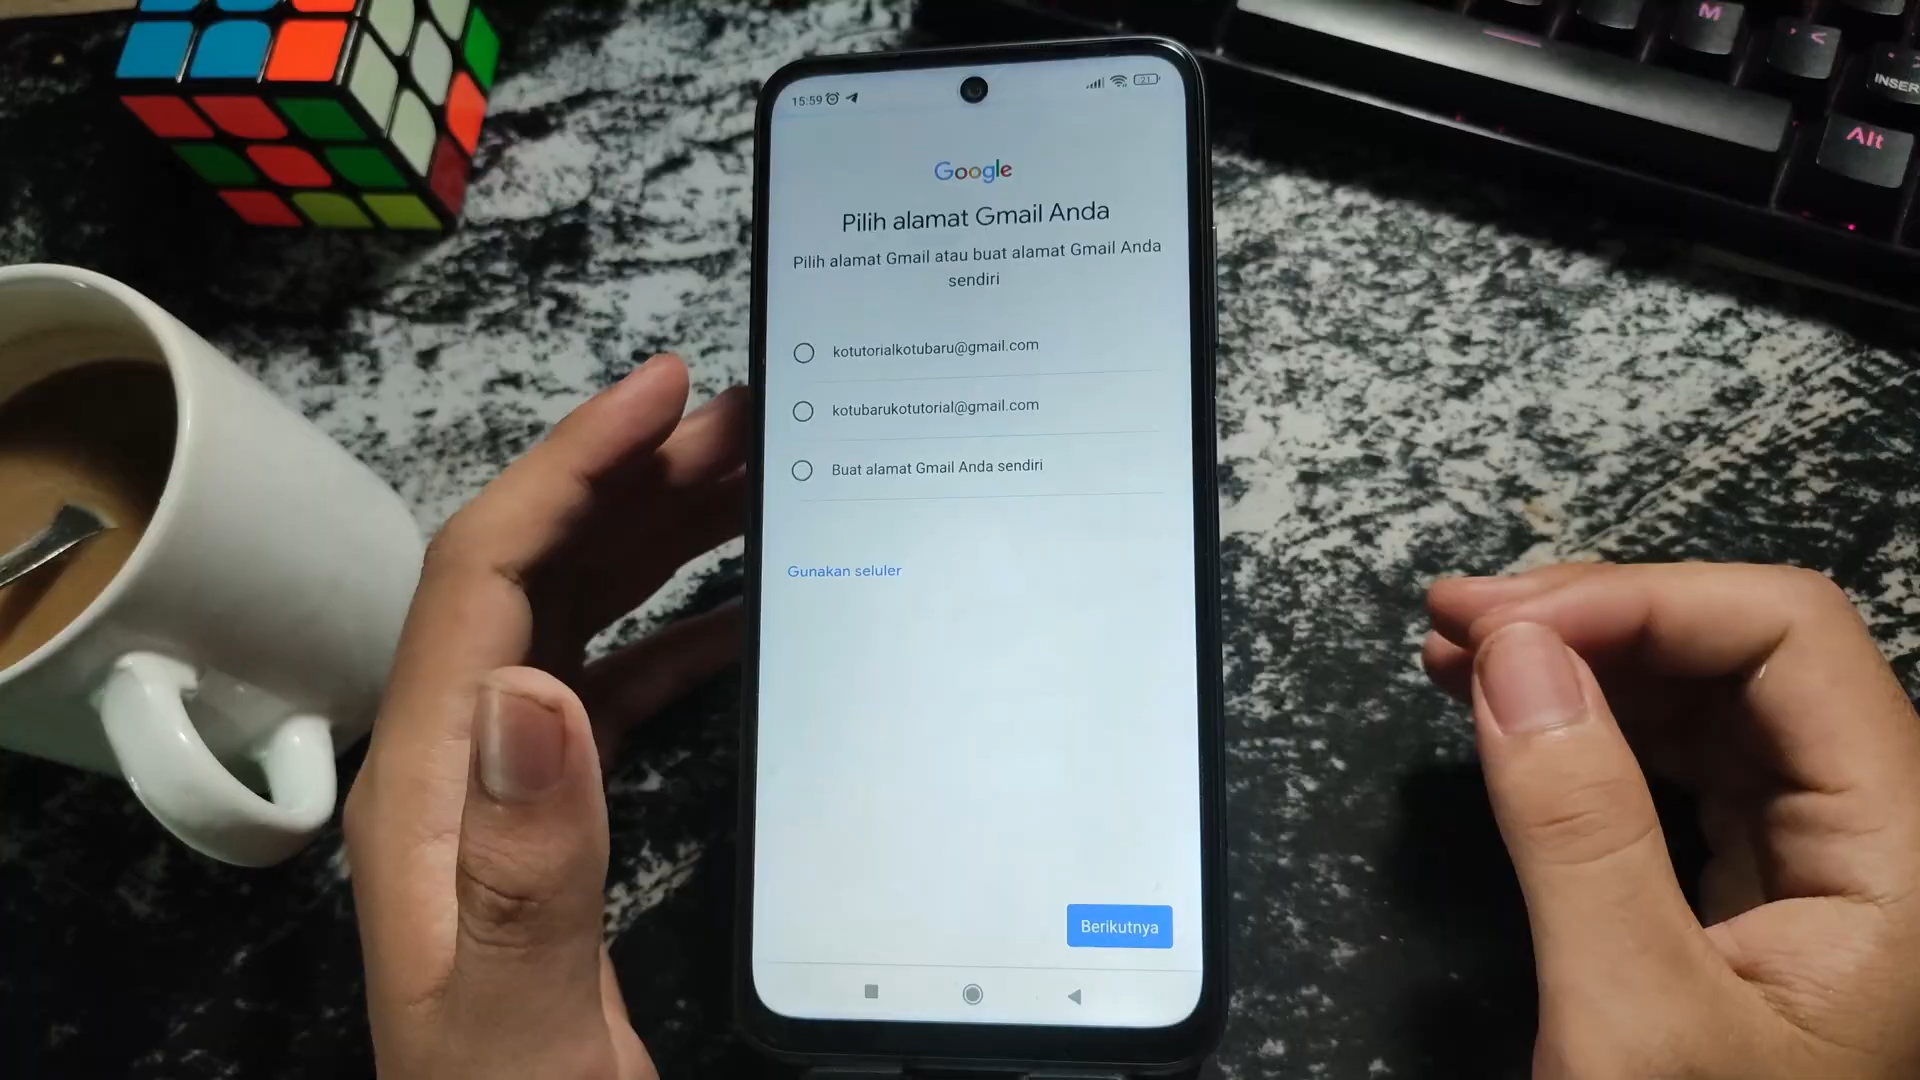 M
< 
INSER
Alt
15:59
21
Google
Pilih alamat Gmail Anda
Pilih alamat Gmail atau buat alamat Gmail Anda
sendiri
kotutorialkotubaru@gmail.com
kotubarukotutorial@gmail.com
Buat alamat Gmail Anda sendiri
Gunakan seluler
Berikutnya